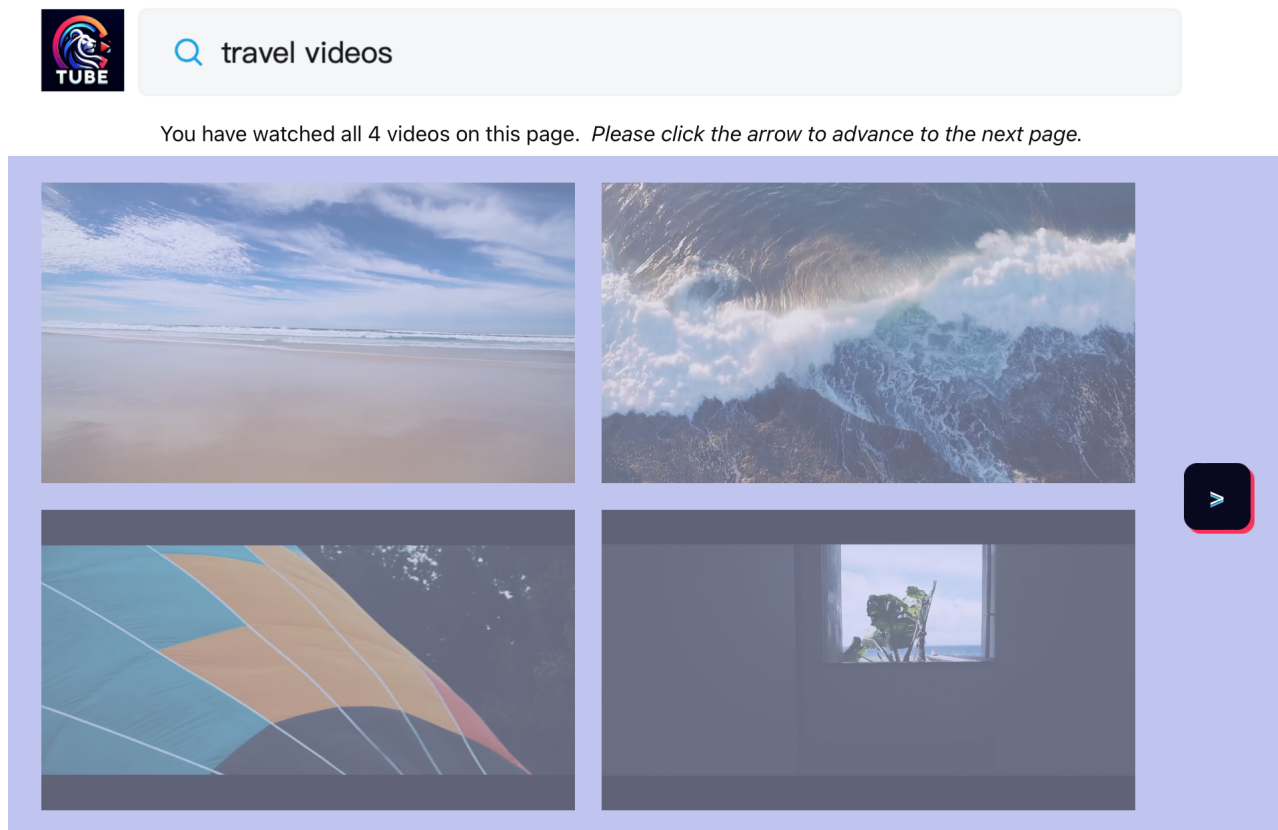 TUBE
travel videos
You have watched all 4 videos on this page. Please click the arrow to advance to the next page.
>